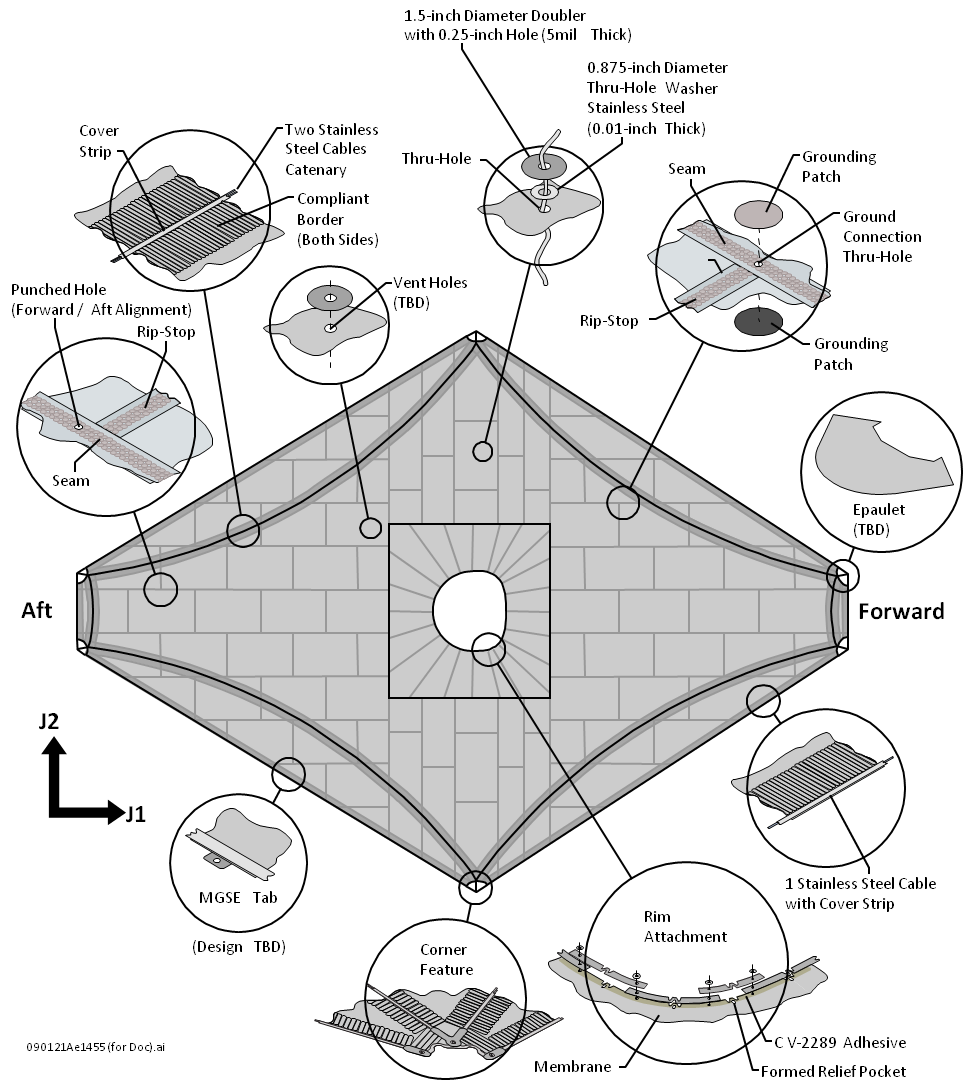 1.5-inch Diameter Doubler
with 0.25-inch Hole (5mil Thick)
0.875-inch Diameter
Thru-Hole Washer
Stainless Steel
(0.01-inch Thick)
Thru-Hole
Cover
Strip
Two Stainless
Steel Cables
Catenary
Compliant
Border
(Both Sides)
Seam
Grounding
Patch
Ground
Connection
Thru-Hole
Rip-Stop
Grounding
Patch
Punched Hole
(Forward / Aft Alignment)
Rip-Stop
Seam
Vent Holes
(TBD)
Epaulet
(TBD)
Aft
Forward
J2
J1
MGSE Tab
(Design TBD)
1 Stainless Steel Cable
with Cover Strip
Corner
Feature
Rim
Attachment
CV-2289 Adhesive
Membrane
Formed Relief Pocket
090121Ae1455 (for Doc).ai